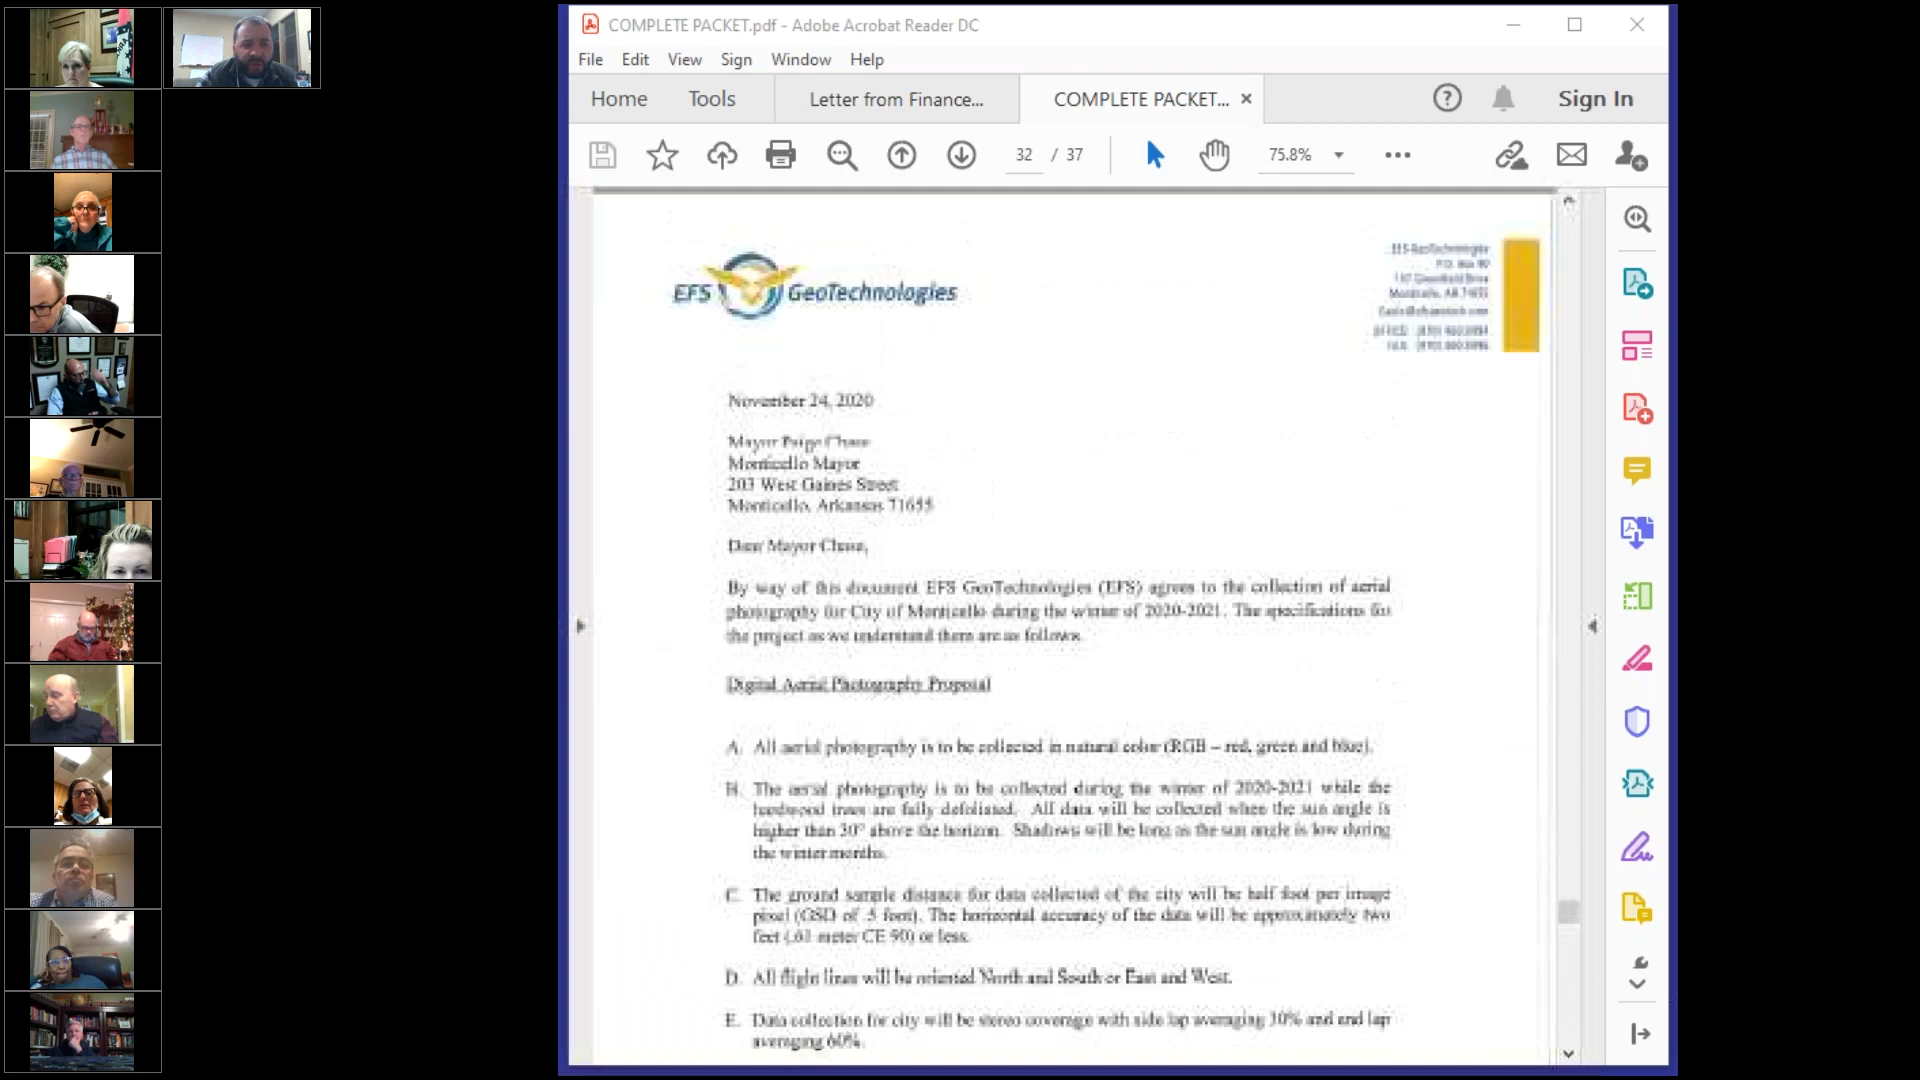 COMPLETE PACKET.pdf - Adobe Acrobat Reader DC
File Edit View Sign Window Help
Home Tools Letter from Finance... COMPLETE PACKET... × Sign In
32 / 37 75.8%
EFS GeoTechnologies
EFS GeoTechnologies
P.O. Box
Monticello, AR 71655
November 24, 2020
Mayor Paige Chase
Monticello Mayor
203 West Gaines Street
Monticello, Arkansas 71655
Dear Mayor Chase,
By way of this document EFS GeoTechnologies (EFS) agrees to the collection of aerial
photography for City of Monticello during the winter of 2020-2021. The specifications for
the project as we understand them are as follows.
Digital Aerial Photography Proposal
A. All aerial photography is to be collected in natural color (RGB – red, green and blue).
B. The aerial photography is to be collected during the winter of 2020-2021 while the
hardwood trees are fully defoliated. All data will be collected when the sun angle is
higher than 30° above the horizon. Shadows will be long as the sun angle is low during
the winter months.
C. The ground sample distance for data collected of the city will be half foot per image
pixel (GSD of .5 foot). The horizontal accuracy of the data will be approximately two
feet (.61 meter CE 90) or less.
D. All flight lines will be oriented North and South or East and West.
E. Data collection for city will be stereo coverage with side lap averaging 30% and end lap
averaging 60%.